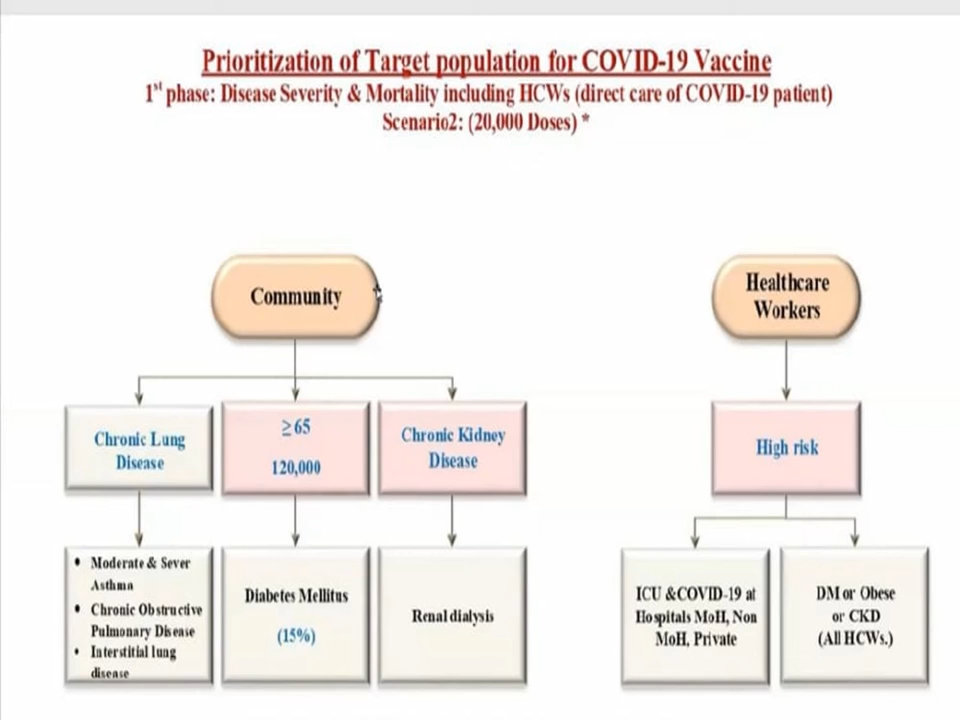 Prioritization of Target population for COVID-19 Vaccine
1st phase: Disease Severity & Mortality including HCWs (direct care of COVID-19 patient)
Scenario2: (20,000 Doses) *
Community
Healthcare
Workers
Chronic Lung
Disease
≥65
120,000
Chronic Kidney
Disease
High risk
• Moderate & Sever
Asthma
• Chronic Obstructive
Pulmonary Disease
• Interstitial lung
disease
Diabetes Mellitus
(15%)
Renal dialysis
ICU &COVID-19 at
Hospitals MoH, Non
MoH, Private
DM or Obese
or CKD
(All HCWs.)